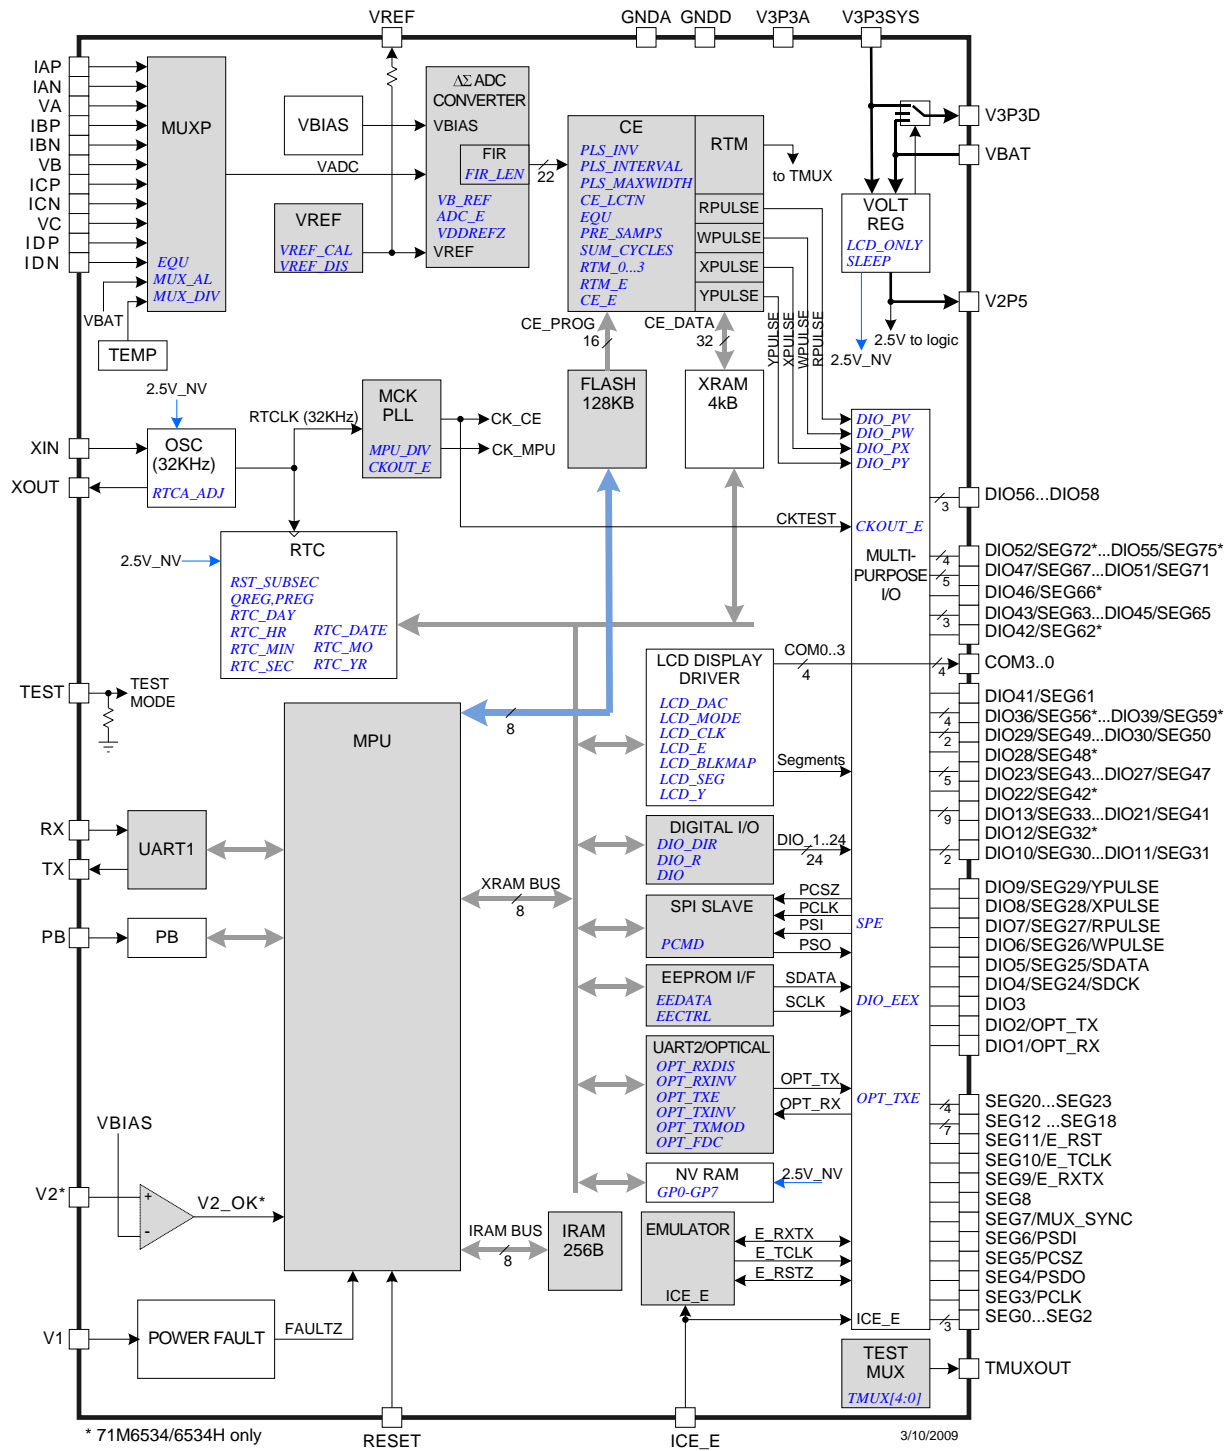 VREF
GNDA GNDD V3P3A V3P3SYS
IAP
IAN
VA
IBP
IBN
VB
ICP
ICN
VC
IDP
IDN
MUXP
EQU
MUX_AL
MUX_DIV
VBAT
TEMP
VBIAS
VADC
VREF
VREF_CAL
VREF_DIS
ΔΣ ADC
CONVERTER
VBIAS
FIR
FIR_LEN
VB_REF
ADC_E
VDDREFZ
VREF
22
CE
PLS_INV
PLS_INTERVAL
PLS_MAXWIDTH
CE_LCTN
EQU
PRE_SAMPS
SUM_CYCLES
RTM_0...3
RTM_E
CE_E
RTM
to TMUX
RPULSE
WPULSE
XPULSE
YPULSE
V3P3D
VBAT
VOLT
REG
LCD_ONLY
SLEEP
V2P5
2.5V to logic
2.5V_NV
CE_PROG
16
CE_DATA
32
YPULSE
XPULSE
WPULSE
RPULSE
FLASH
128KB
XRAM
4kB
2.5V_NV
XIN
XOUT
OSC
(32KHz)
RTCA_ADJ
RTCLK (32KHz)
MCK
PLL
MPU_DIV
CKOUT_E
CK_CE
CK_MPU
2.5V_NV
RTC
RST_SUBSEC
QREG,PREG
RTC_DAY
RTC_HR RTC_DATE
RTC_MIN RTC_MO
RTC_SEC RTC_YR
DIO_PV
DIO_PW
DIO_PX
DIO_PY
CKTEST
CKOUT_E
MULTI-
PURPOSE
I/O
3
DIO56...DIO58
4
DIO52/SEG72*...DIO55/SEG75*
5
DIO47/SEG67...DIO51/SEG71
DIO46/SEG66*
3
DIO43/SEG63...DIO45/SEG65
DIO42/SEG62*
4
COM3..0
DIO41/SEG61
4
DIO36/SEG56*...DIO39/SEG59*
2
DIO29/SEG49...DIO30/SEG50
DIO28/SEG48*
5
DIO23/SEG43...DIO27/SEG47
DIO22/SEG42*
9
DIO13/SEG33...DIO21/SEG41
DIO12/SEG32*
2
DIO10/SEG30...DIO11/SEG31
DIO9/SEG29/YPULSE
DIO8/SEG28/XPULSE
DIO7/SEG27/RPULSE
DIO6/SEG26/WPULSE
DIO5/SEG25/SDATA
DIO4/SEG24/SDCK
DIO3
DIO2/OPT_TX
DIO1/OPT_RX
4
SEG20...SEG23
7
SEG12 ...SEG18
SEG11/E_RST
SEG10/E_TCLK
SEG9/E_RXTX
SEG8
SEG7/MUX_SYNC
SEG6/PSDI
SEG5/PCSZ
SEG4/PSDO
SEG3/PCLK
3
SEG0...SEG2
TMUXOUT
TEST
TEST
MODE
MPU
8
LCD DISPLAY
DRIVER
LCD_DAC
LCD_MODE
LCD_CLK
LCD_E
LCD_BLKMAP
LCD_SEG
LCD_Y
COM0..3
4
Segments
RX
TX
UART1
PB
PB
XRAM BUS
8
DIGITAL I/O
DIO_DIR
DIO_R
DIO
DIO_1..24
24
SPI SLAVE
PCMD
PCSZ
PCLK
PSI
PSO
SPE
EEPROM I/F
EEDATA
EECTRL
SDATA
SCLK
DIO_EEX
UART2/OPTICAL
OPT_RXDIS
OPT_RXINV
OPT_TXE
OPT_TXINV
OPT_TXMOD
OPT_FDC
OPT_TX
OPT_RX
OPT_TXE
NV RAM
GP0-GP7
2.5V_NV
VBIAS
V2*
+
-
V2_OK*
IRAM BUS
8
IRAM
256B
EMULATOR
ICE_E
E_RXTX
E_TCLK
E_RSTZ
ICE_E
V1
POWER FAULT
FAULTZ
TEST
MUX
TMUX[4:0]
* 71M6534/6534H only
RESET
ICE_E
3/10/2009